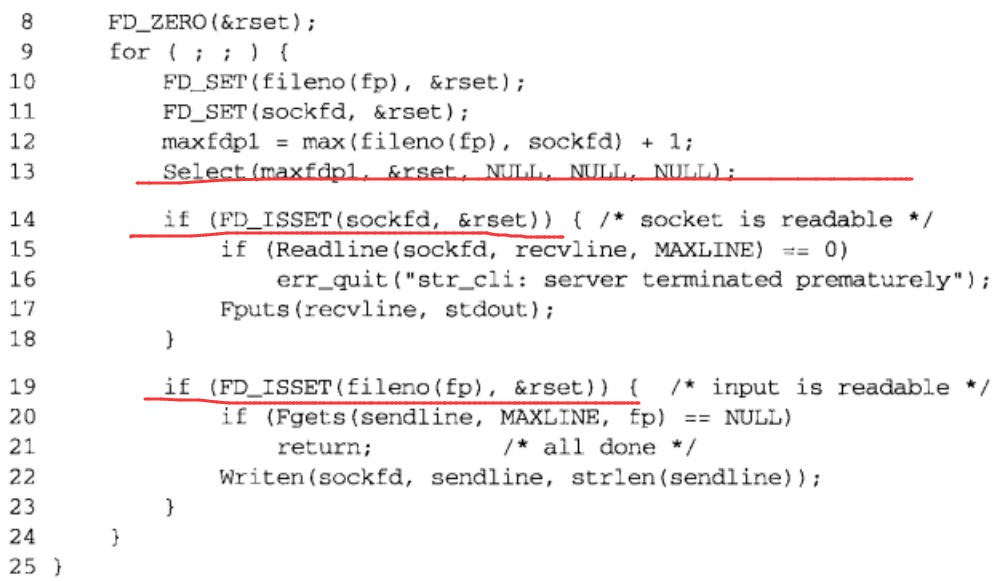 8 FD_ZERO(&rset);
9 for ( ; ; ) {
10 FD_SET(fileno(fp), &rset);
11 FD_SET(sockfd, &rset);
12 maxfdp1 = max(fileno(fp), sockfd) + 1;
13 Select(maxfdp1, &rset, NULL, NULL, NULL);
14 if (FD_ISSET(sockfd, &rset)) { /* socket is readable */
15 if (Readline(sockfd, recvline, MAXLINE) == 0)
16 err_quit("str_cli: server terminated prematurely");
17 Fputs(recvline, stdout);
18 }
19 if (FD_ISSET(fileno(fp), &rset)) { /* input is readable */
20 if (Fgets(sendline, MAXLINE, fp) == NULL)
21 return; /* all done */
22 Writen(sockfd, sendline, strlen(sendline));
23 }
24 }
25 }